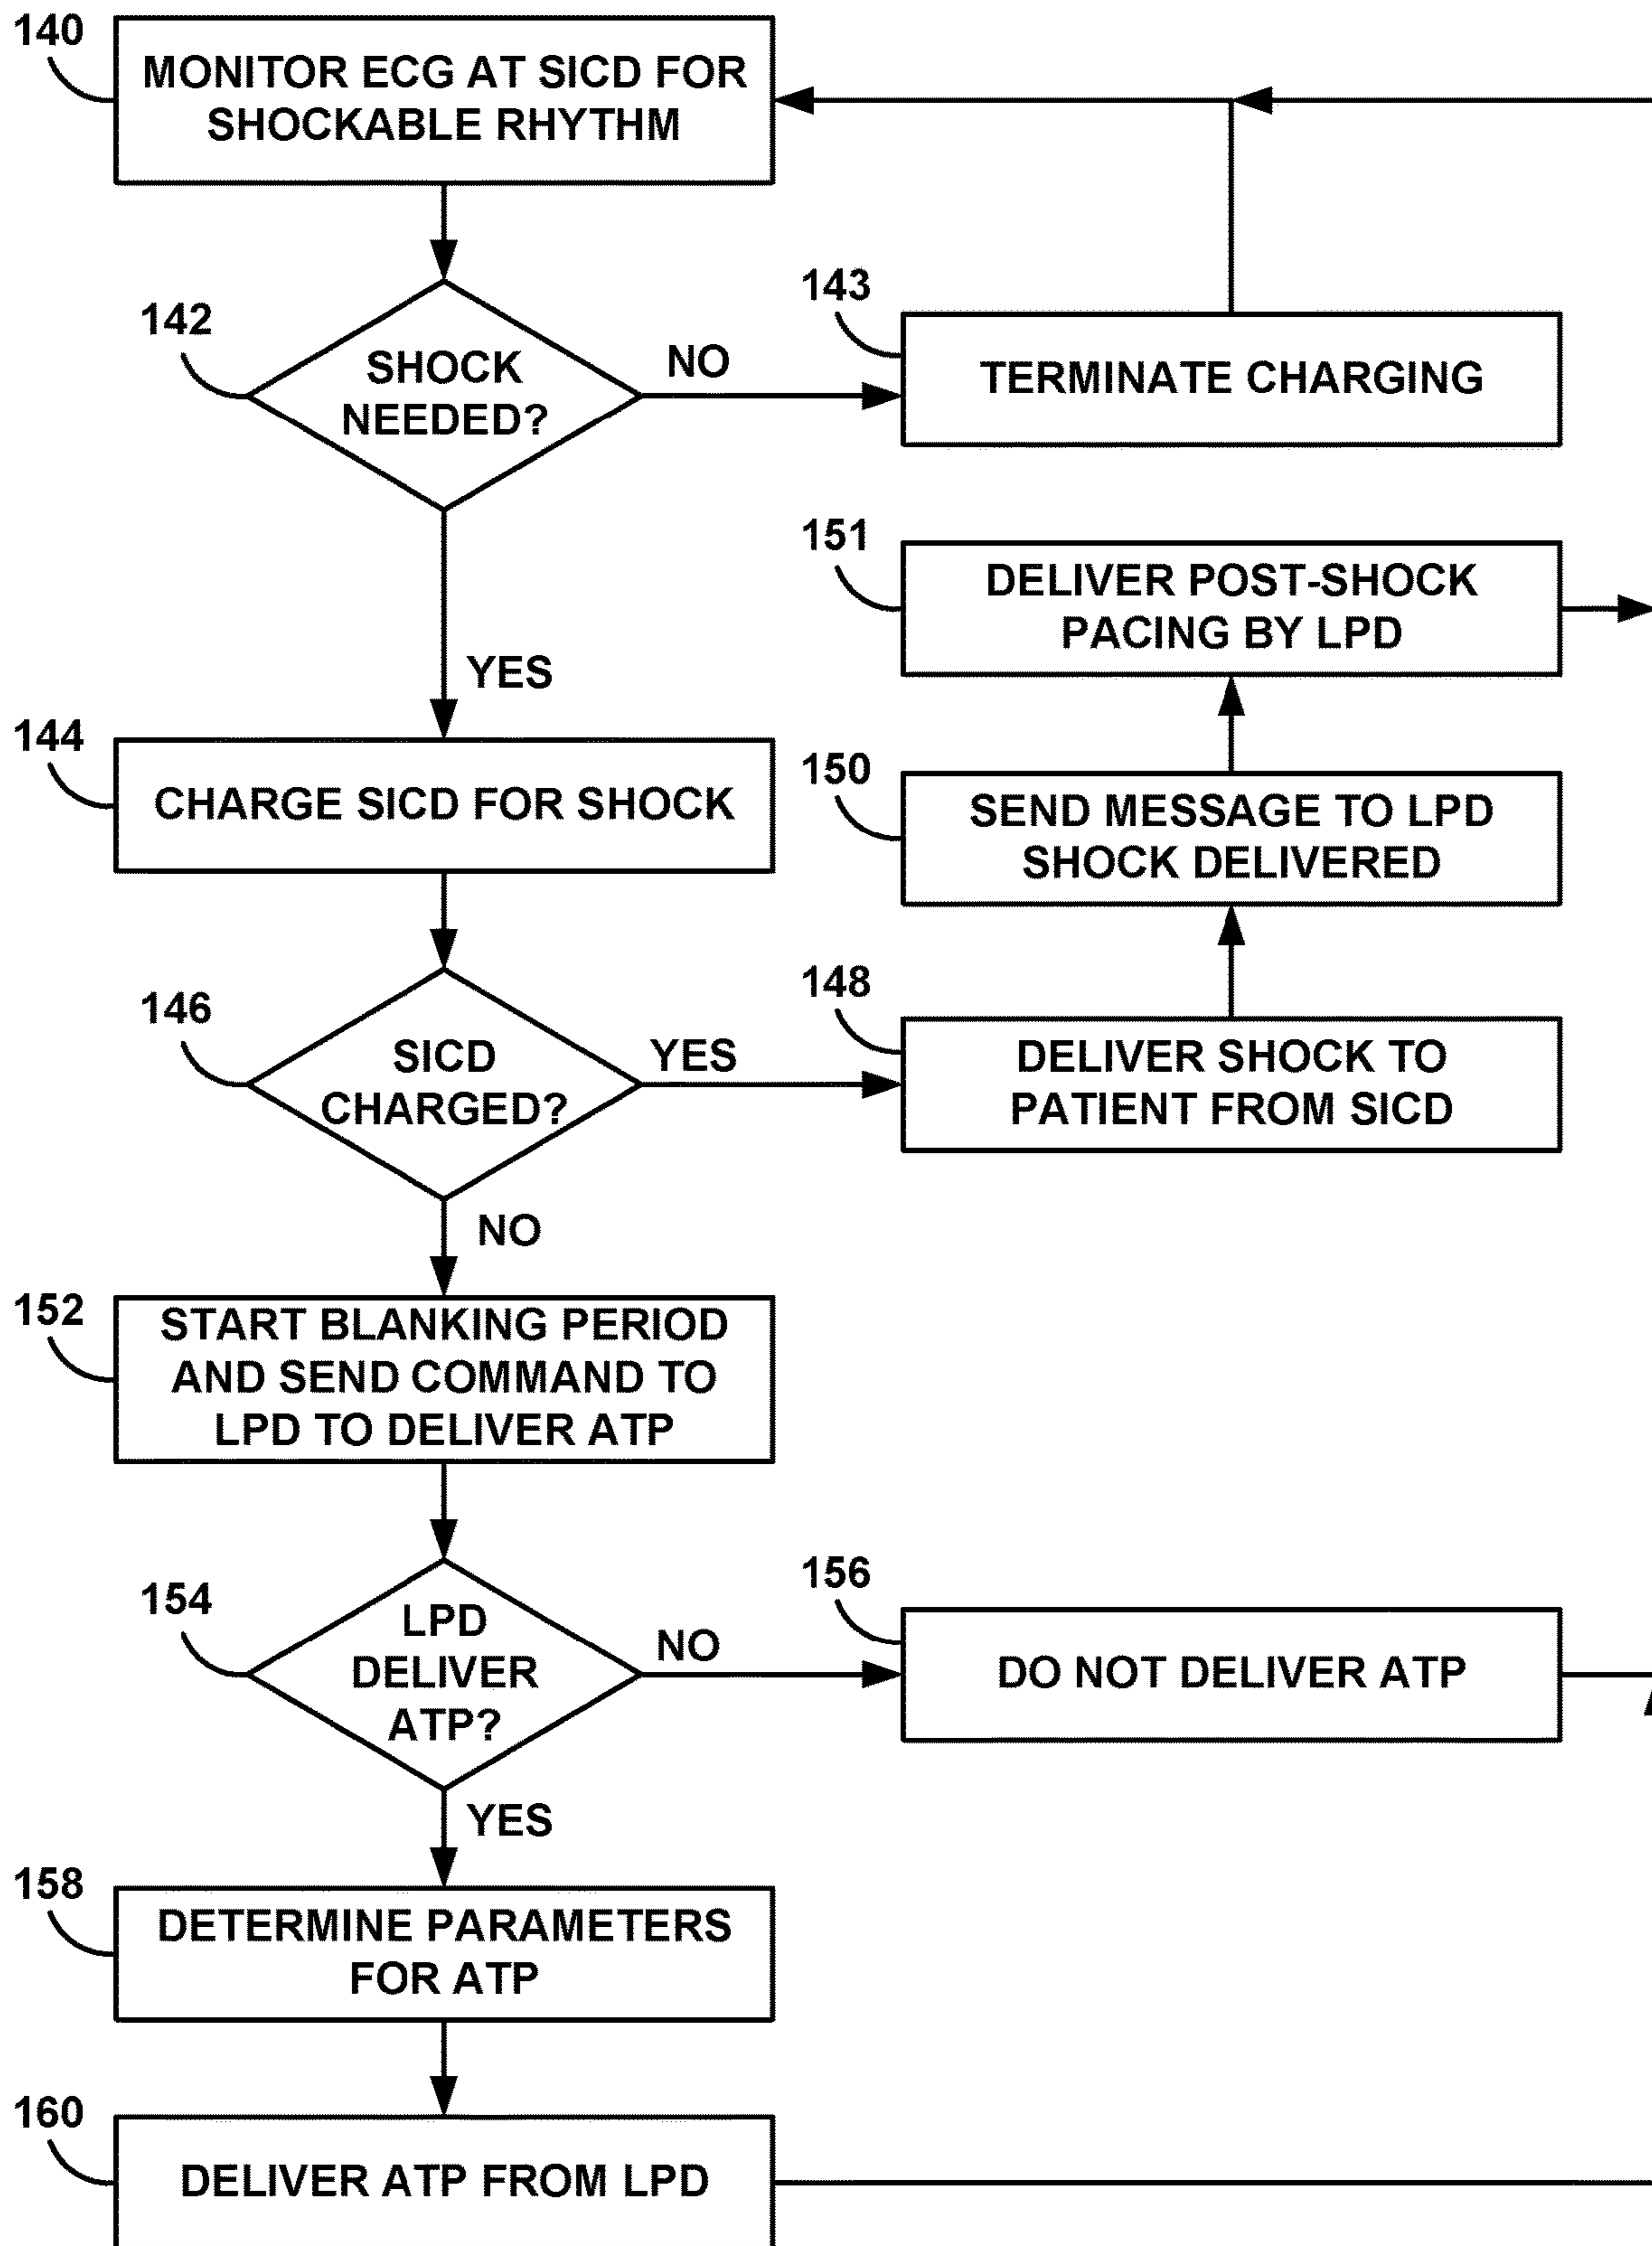 140
MONITOR ECG AT SICD FOR
SHOCKABLE RHYTHM
142
SHOCK
NEEDED?
NO
143
TERMINATE CHARGING
YES
151
DELIVER POST-SHOCK
PACING BY LPD
144
CHARGE SICD FOR SHOCK
150
SEND MESSAGE TO LPD
SHOCK DELIVERED
146
SICD
CHARGED?
YES
148
DELIVER SHOCK TO
PATIENT FROM SICD
NO
152
START BLANKING PERIOD
AND SEND COMMAND TO
LPD TO DELIVER ATP
154
LPD
DELIVER
ATP?
NO
156
DO NOT DELIVER ATP
YES
158
DETERMINE PARAMETERS
FOR ATP
160
DELIVER ATP FROM LPD